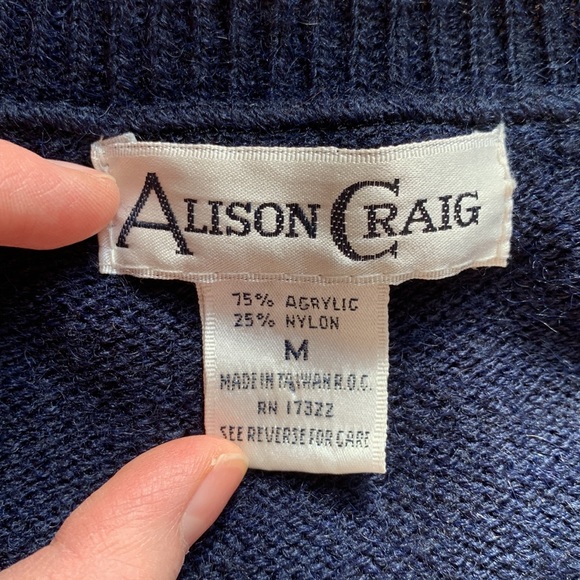 ALISON CRAIG
75% ACRYLIC
25% NYLON
M
MADE IN TAIWAN R.O.C.
RN 17322
SEE REVERSE FOR CARE